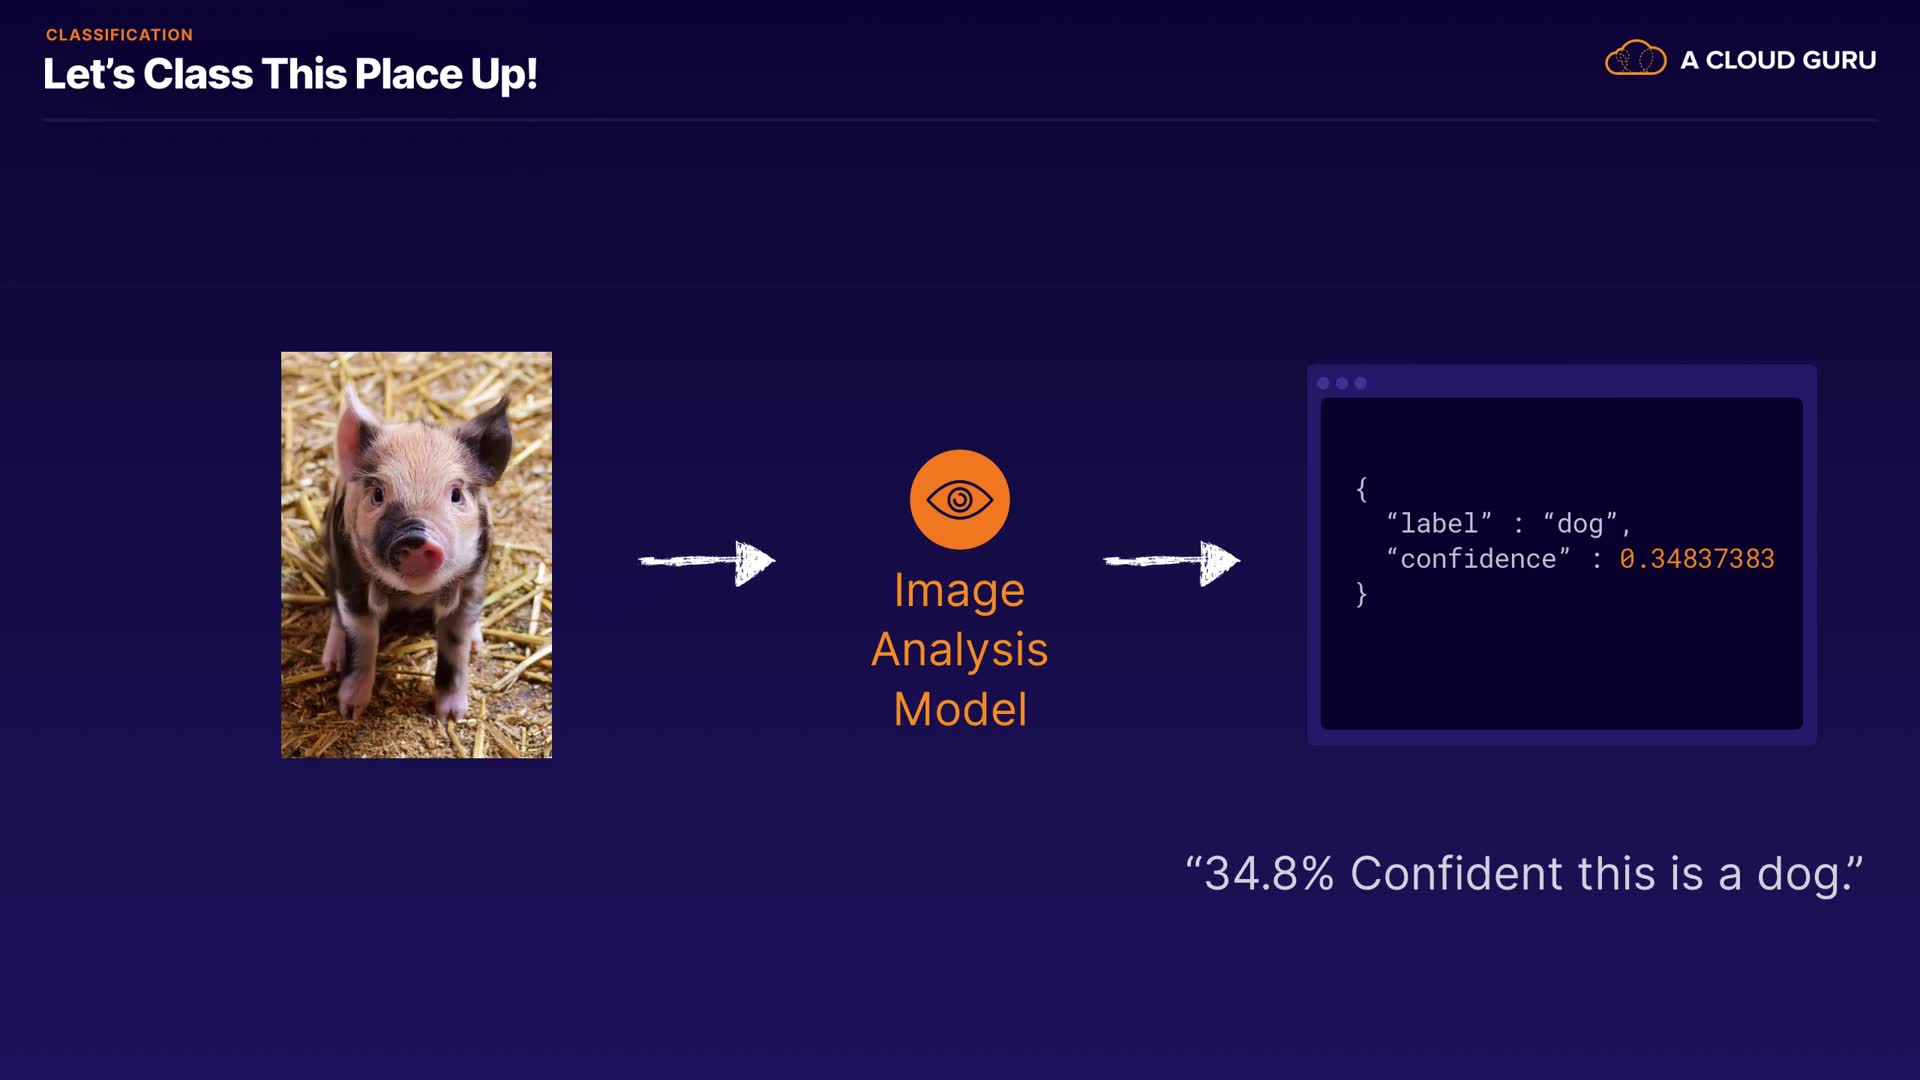 CLASSIFICATION
Let’s Class This Place Up!
A CLOUD GURU
Image
Analysis
Model
{
“label” : “dog”,
“confidence” : 0.34837383
}
“34.8% Confident this is a dog.”